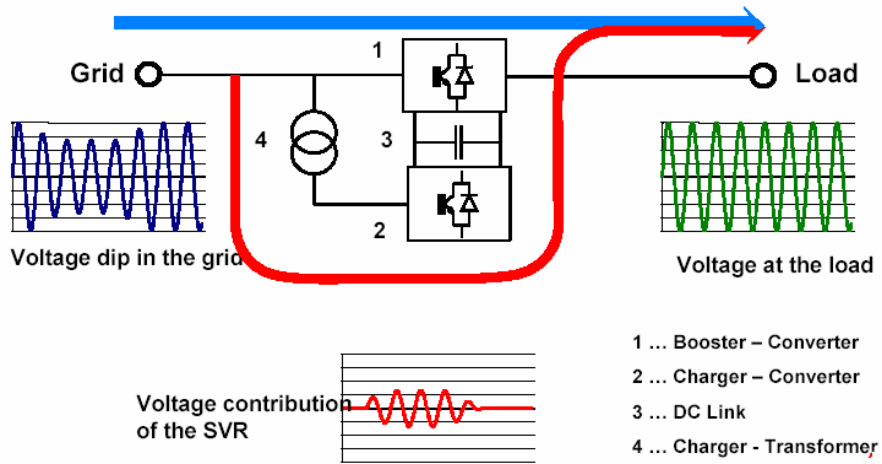 1
Grid
Load
4
3
2
Voltage dip in the grid
Voltage at the load
Voltage contribution
of the SVR
1 ... Booster – Converter
2 ... Charger – Converter
3 ... DC Link
4 ... Charger - Transformer